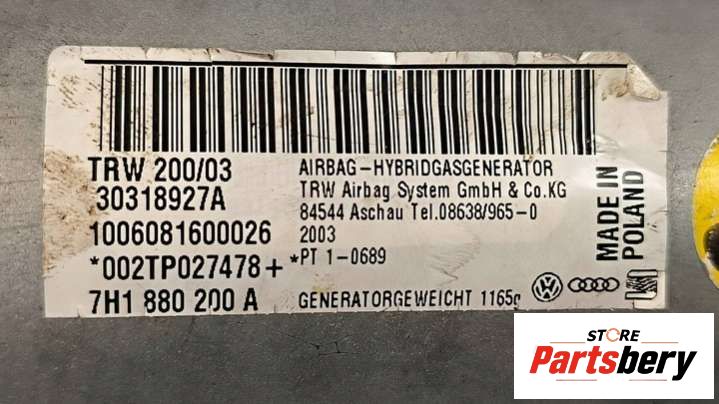 TRW 200/03
30318927A
1006081600026
*002TP027478+
7H1 880 200 A
AIRBAG-HYBRIDGASGENERATOR
TRW Airbag System GmbH & Co.KG
84544 Aschau Tel.08638/965-0
2003
*PT 1-0689
GENERATORGEWEICHT 1165g
MADE IN
POLAND
STORE
Partsbery